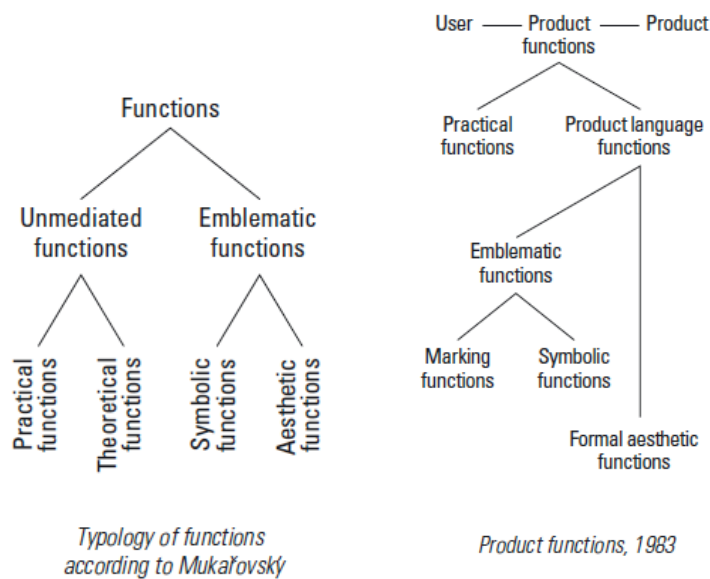 Functions
Unmediated
functions
Emblematic
functions
Practical
functions
Theoretical
functions
Symbolic
functions
Aesthetic
functions
Typology of functions
according to Mukařovský
User — Product — Product
functions
Practical
functions
Product language
functions
Emblematic
functions
Marking
functions
Symbolic
functions
Formal aesthetic
functions
Product functions, 1983